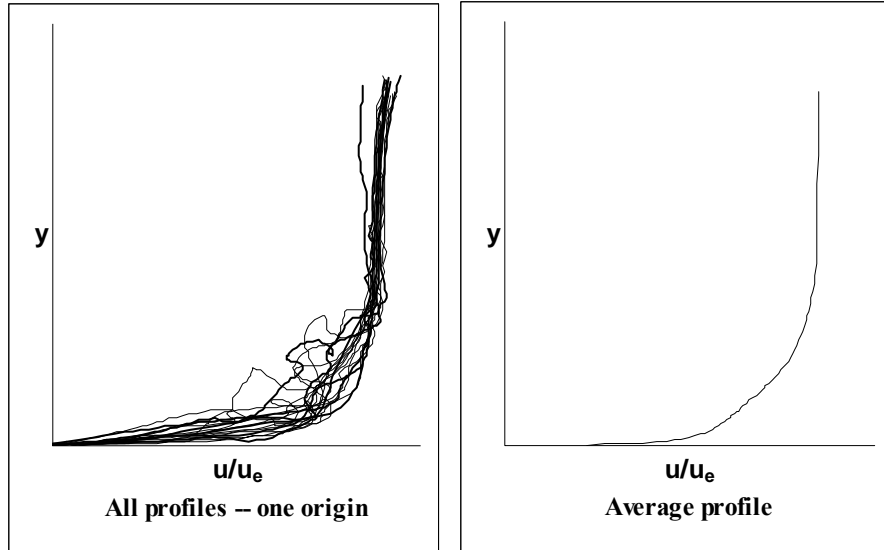 y
u/uₑ
All profiles -- one origin
y
u/uₑ
Average profile